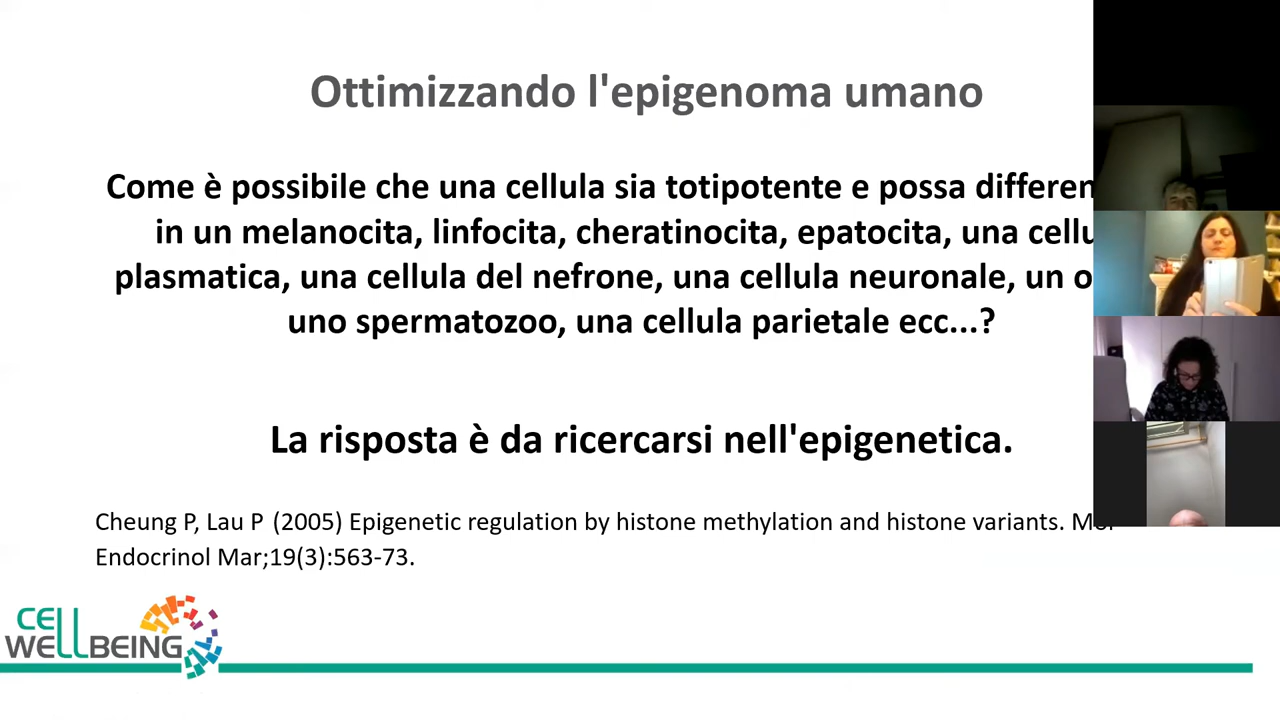 Ottimizzando l'epigenoma umano
Come è possibile che una cellula sia totipotente e possa differen
in un melanocita, linfocita, cheratinocita, epatocita, una cellu
plasmatica, una cellula del nefrone, una cellula neuronale, un o
uno spermatozoo, una cellula parietale ecc...?
La risposta è da ricercarsi nell'epigenetica.
Cheung P, Lau P (2005) Epigenetic regulation by histone methylation and histone variants.
Endocrinol Mar;19(3):563-73.
CELL
WELLBEING